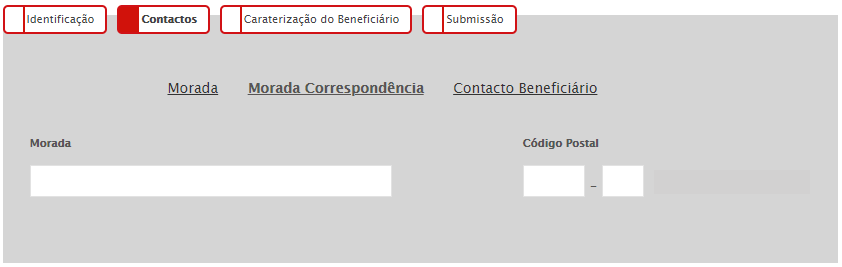 Identificação Contactos Caraterização do Beneficiário Submissão
Morada Morada Correspondência Contacto Beneficiário
Morada Código Postal
-